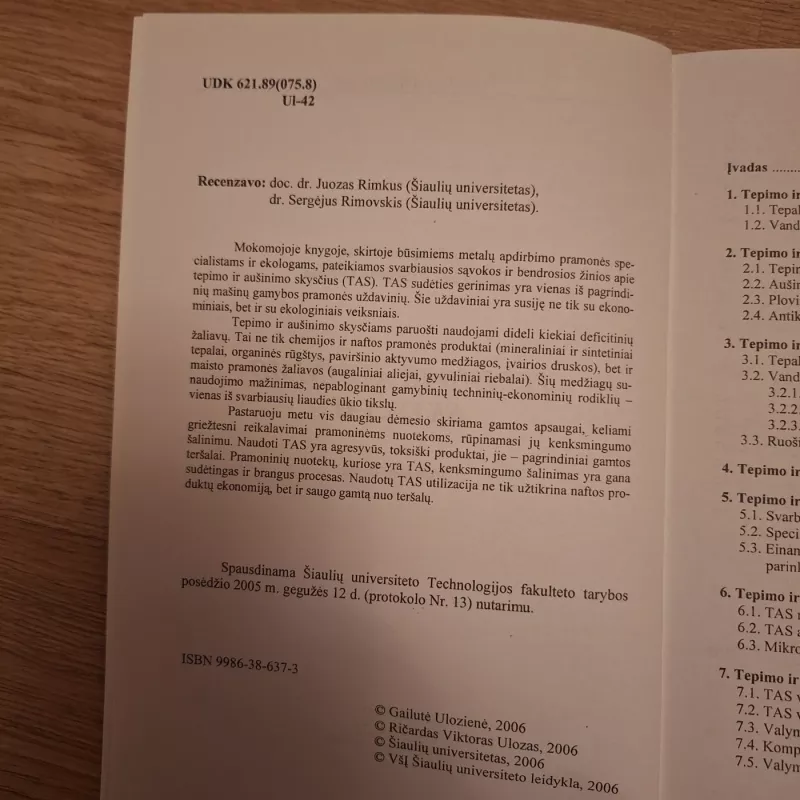 UDK 621.89(075.8)
Ul-42
Recenzavo: doc. dr. Juozas Rimkus (Šiaulių universitetas),
dr. Sergėjus Rimovskis (Šiaulių universitetas).
Mokomojoje knygoje, skirtoje būsimiems metalų apdirbimo pramonės spe-
cialistams ir ekologams, pateikiamos svarbiausios sąvokos ir bendrosios žinios apie
tepimo ir aušinimo skysčius (TAS). TAS sudėties gerinimas yra vienas iš pagrindi-
nių mašinų gamybos pramonės uždavinių. Šie uždaviniai yra susiję ne tik su ekono-
miniais, bet ir su ekologiniais veiksniais.
Tepimo ir aušinimo skysčiams paruošti naudojami dideli kiekiai deficitinių
žaliavų. Tai ne tik chemijos ir naftos pramonės produktai (mineraliniai ir sintetiniai
tepalai, organinės rūgštys, paviršinio aktyvumo medžiagos, įvairios druskos), bet ir
maisto pramonės žaliavos (augaliniai aliejai, gyvuliniai riebalai). Šių medžiagų su-
naudojimo mažinimas, nepabloginant gamybinių techninių-ekonominių rodiklių –
vienas iš svarbiausių liaudies ūkio tikslų.
Pastaruoju metu vis daugiau dėmesio skiriama gamtos apsaugai, keliami
griežtesni reikalavimai pramoninėms nuotekoms, rūpinamasi jų kenksmingumo
šalinimu. Naudoti TAS yra agresyvūs, toksiški produktai, jie – pagrindiniai gamtos
teršalai. Pramoninių nuotekų, kuriose yra TAS, kenksmingumo šalinimas yra gana
sudėtingas ir brangus procesas. Naudotų TAS utilizacija ne tik užtikrina naftos pro-
duktų ekonomiją, bet ir saugo gamtą nuo teršalų.
Spausdinama Šiaulių universiteto Technologijos fakulteto tarybos
posėdžio 2005 m. gegužės 12 d. (protokolo Nr. 13) nutarimu.
ISBN 9986-38-637-3
© Gailutė Ulozienė, 2006
© Ričardas Viktoras Ulozas, 2006
© Šiaulių universitetas, 2006
© VšĮ Šiaulių universiteto leidykla, 2006
Įvadas ........
1. Tepimo ir
1.1. Tepal
1.2. Vand
2. Tepimo ir
2.1. Tepin
2.2. Aušin
2.3. Plovi
2.4. Antik
3. Tepimo ir
3.1. Tepal
3.2. Vand
3.2.1.
3.2.2.
3.2.3.
3.3. Ruoši
4. Tepimo ir
5. Tepimo ir
5.1. Svarb
5.2. Speci
5.3. Einan
parinl
6. Tepimo ir
6.1. TAS
6.2. TAS
6.3. Mikro
7. Tepimo ir
7.1. TAS
7.2. TAS
7.3. Valyn
7.4. Komp
7.5. Valym